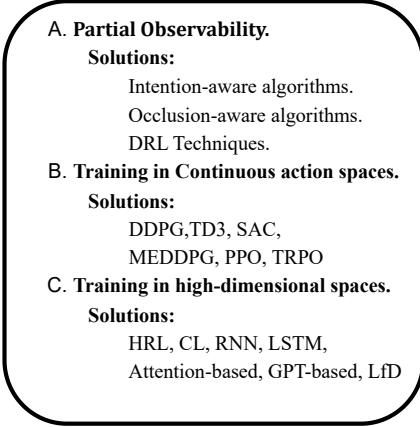 A. Partial Observability.
Solutions:
Intention-aware algorithms.
Occlusion-aware algorithms.
DRL Techniques.
B. Training in Continuous action spaces.
Solutions:
DDPG,TD3, SAC,
MEDDPG, PPO, TRPO
C. Training in high-dimensional spaces.
Solutions:
HRL, CL, RNN, LSTM,
Attention-based, GPT-based, LfD